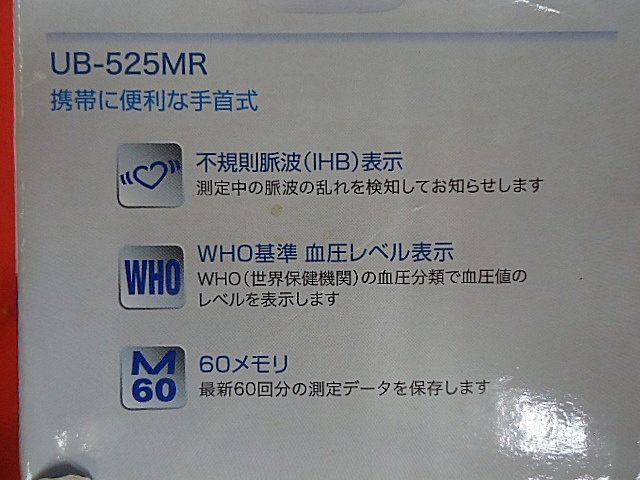 UB-525MR
携帯に便利な手首式
不規則脈波(IHB)表示
測定中の脈波の乱れを検知してお知らせします
WHO
WHO基準 血圧レベル表示
WHO(世界保健機関)の血圧分類で血圧値の
レベルを表示します
M
60
60メモリ
最新60回分の測定データを保存します